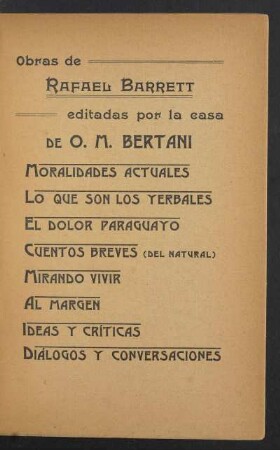 Obras de
RAFAEL BARRETT
editadas por la casa
DE O. M. BERTANI
MORALIDADES ACTUALES
LO QUE SON LOS YERBALES
EL DOLOR PARAGUAYO
CUENTOS BREVES (DEL NATURAL)
MIRANDO VIVIR
AL MARGEN
IDEAS Y CRÍTICAS
DIÁLOGOS Y CONVERSACIONES